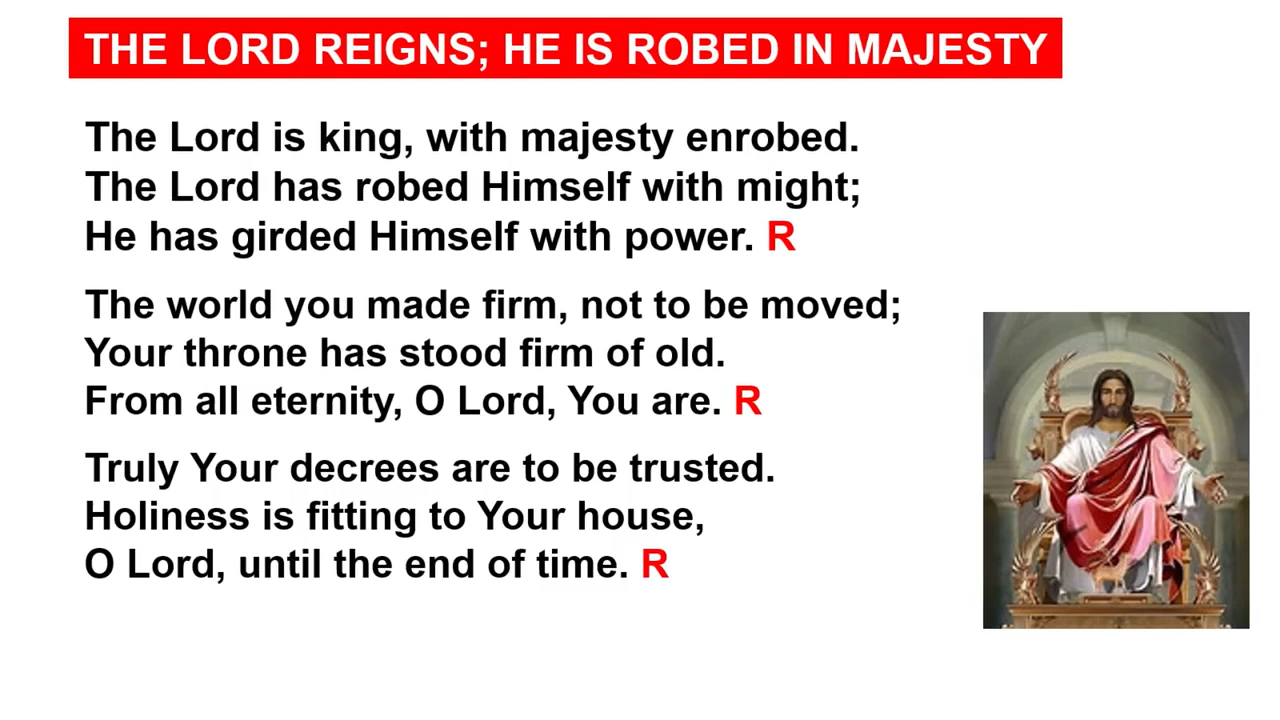 THE LORD REIGNS; HE IS ROBED IN MAJESTY
The Lord is king, with majesty enrobed.
The Lord has robed Himself with might;
He has girded Himself with power. R
The world you made firm, not to be moved;
Your throne has stood firm of old.
From all eternity, O Lord, You are. R
Truly Your decrees are to be trusted.
Holiness is fitting to Your house,
O Lord, until the end of time. R